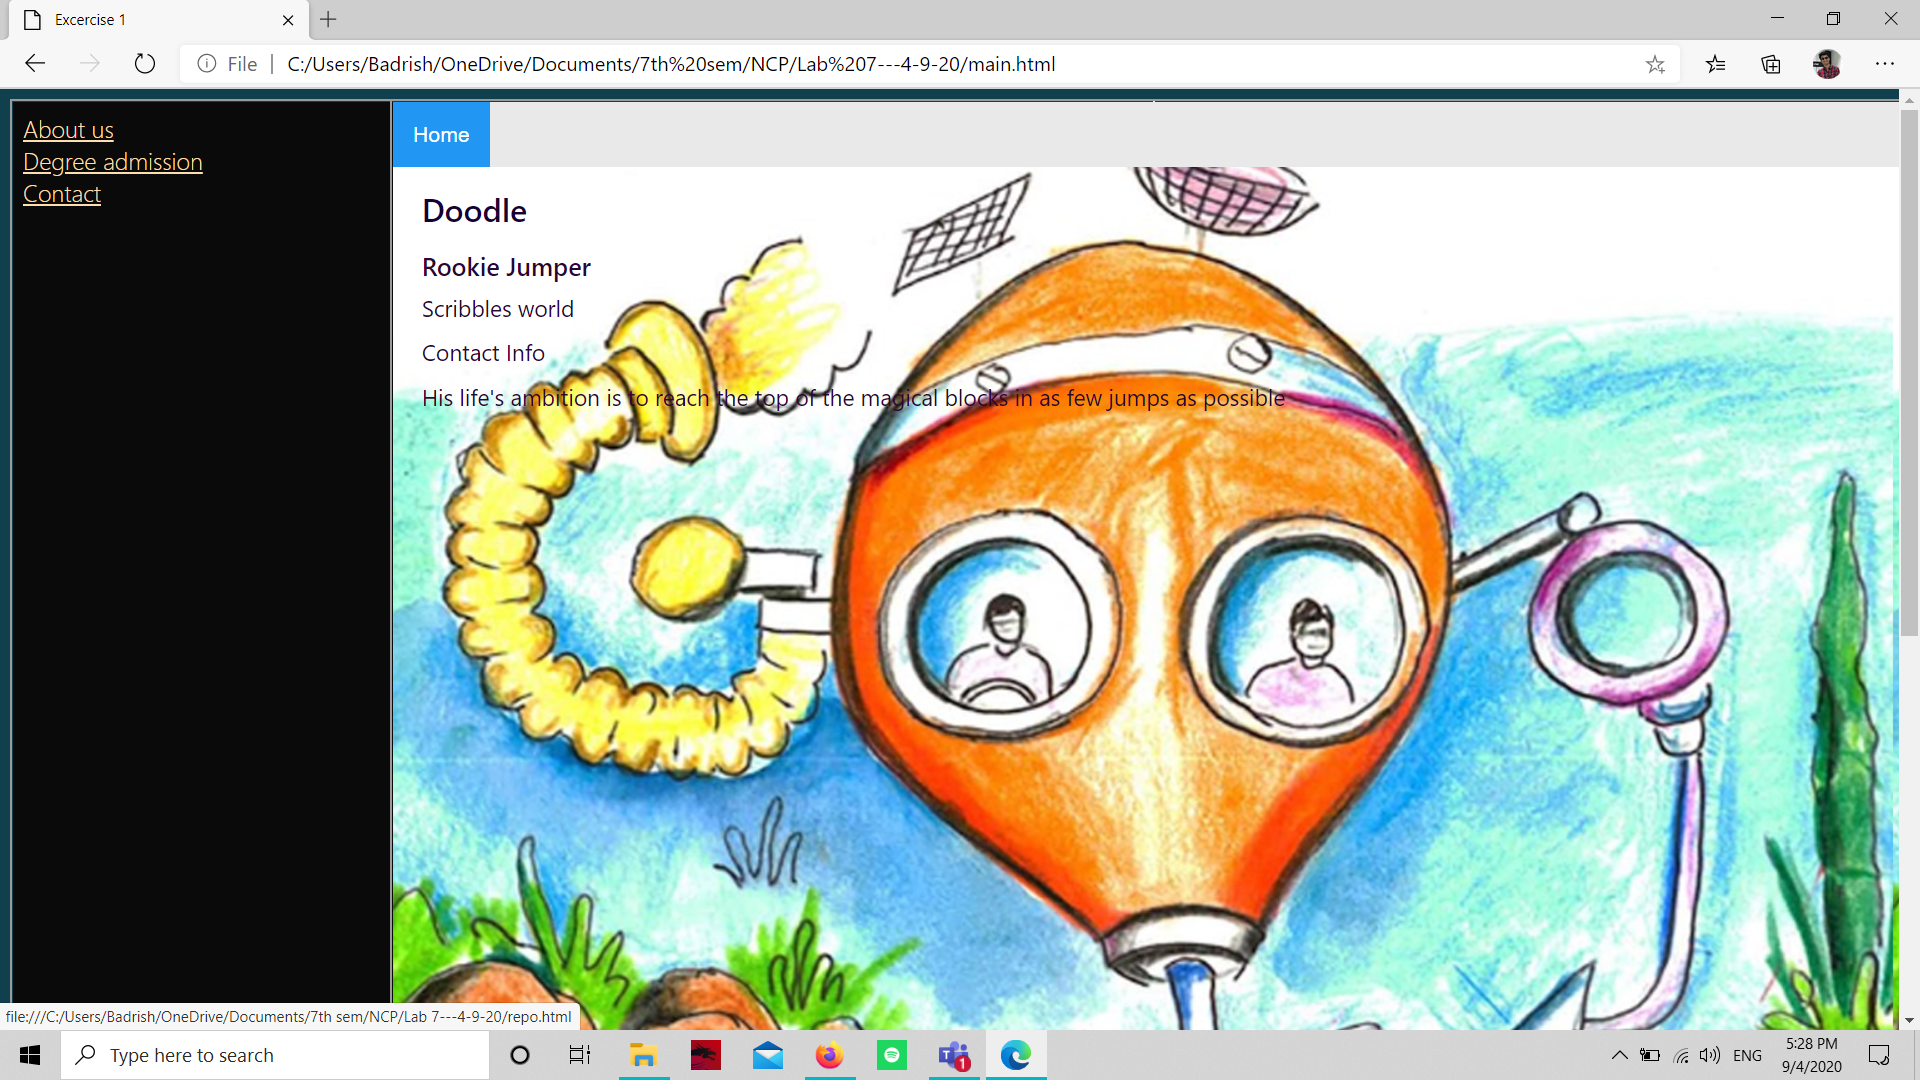 Excercise 1
File
C:/Users/Badrish/OneDrive/Documents/7th%20sem/NCP/Lab%207---4-9-20/main.html
About us
Degree admission
Contact
Home
Doodle
Rookie Jumper
Scribbles world
Contact Info
His life's ambition is to reach the top of the magical blocks in as few jumps as possible
file:///C:/Users/Badrish/OneDrive/Documents/7th sem/NCP/Lab 7---4-9-20/repo.html
Type here to search
T
1
ENG
5:28 PM
9/4/2020